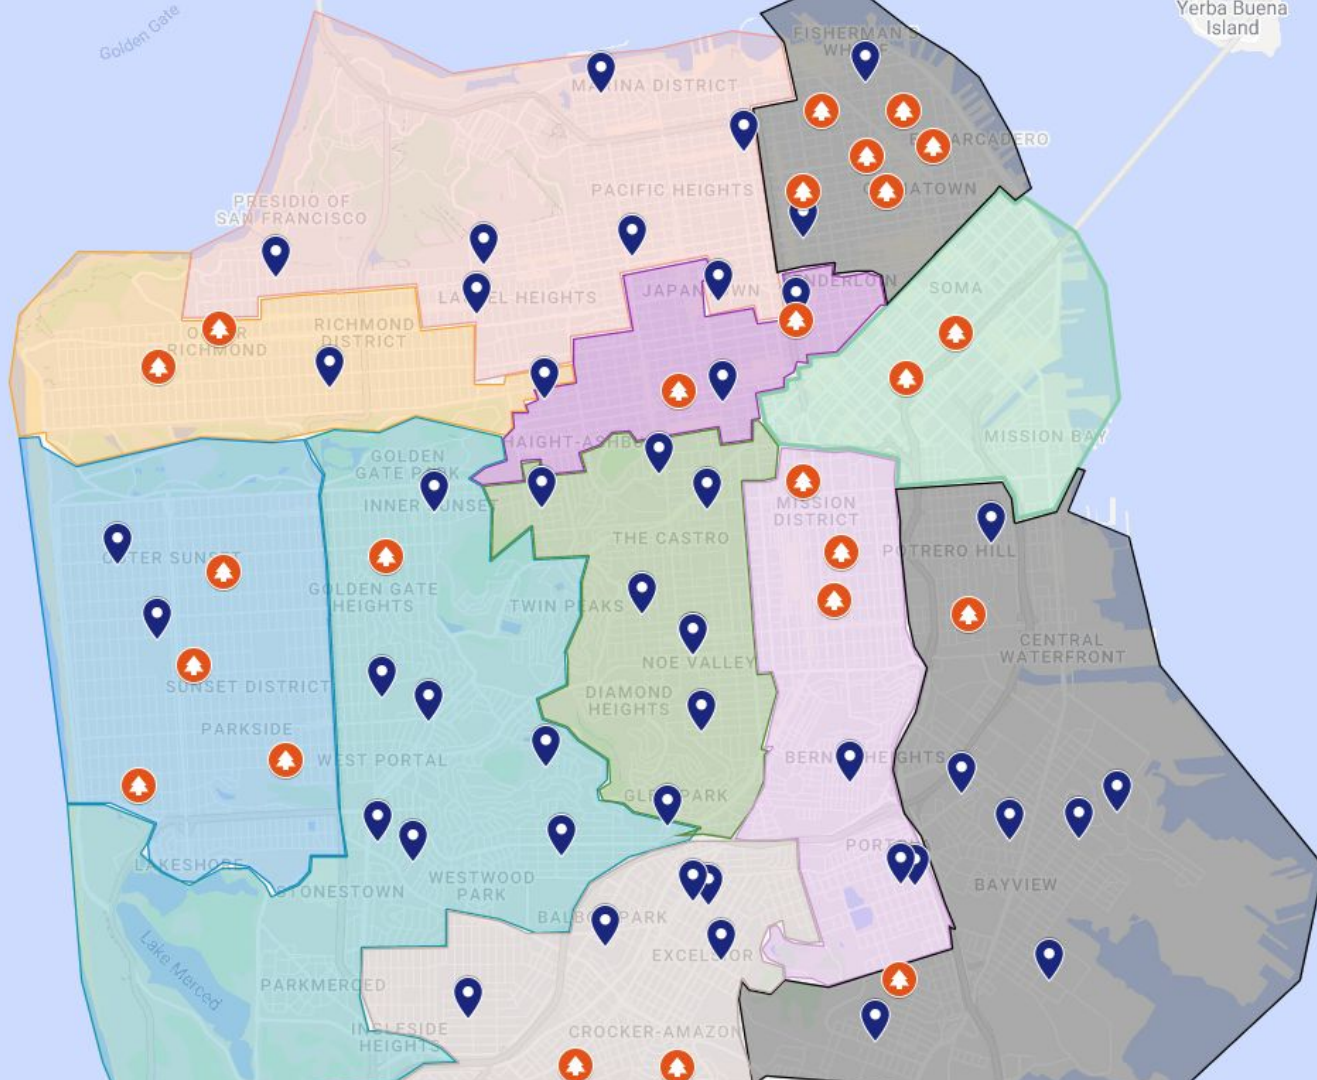 Yerba Buena
Island
Golden Gate
FISHERMAN'S
WHARF
MARINA DISTRICT
EMBARCADERO
PACIFIC HEIGHTS
CHINATOWN
PRESIDIO OF
SAN FRANCISCO
LAUREL HEIGHTS
JAPANTOWN
TENDERLOIN
SOMA
OUTER
RICHMOND
RICHMOND
DISTRICT
MISSION BAY
HAIGHT-ASHBURY
GOLDEN
GATE PARK
INNER SUNSET
MISSION
DISTRICT
THE CASTRO
POTRERO HILL
OUTER SUNSET
GOLDEN GATE
HEIGHTS
TWIN PEAKS
CENTRAL
WATERFRONT
NOE VALLEY
SUNSET DISTRICT
DIAMOND
HEIGHTS
PARKSIDE
WEST PORTAL
BERNAL HEIGHTS
GLEN PARK
PORTOLA
LAKESHORE
STONESTOWN
WESTWOOD
PARK
BAYVIEW
BALBOA PARK
EXCELSIOR
Lake Merced
PARKMERCED
INGLESIDE
HEIGHTS
CROCKER-AMAZON